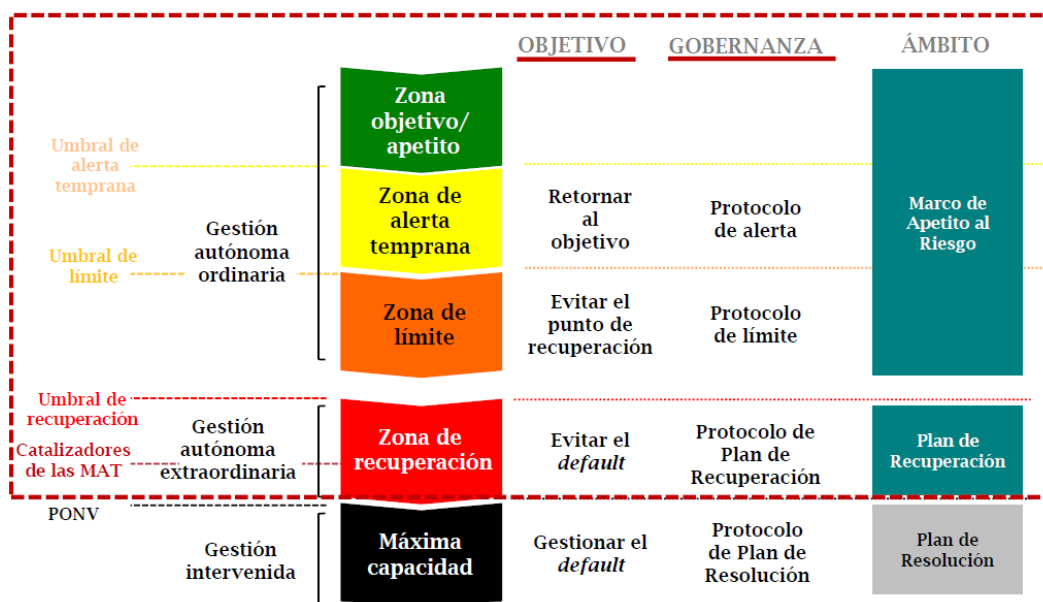 OBJETIVO
GOBERNANZA
ÁMBITO
Zona
objetivo/
apetito
Umbral de
alerta
temprana
Zona de
alerta
temprana
Retornar
al
objetivo
Protocolo
de alerta
Marco de
Apetito al
Riesgo
Gestión
autónoma
ordinaria
Umbral de
límite
Zona de
límite
Evitar el
punto de
recuperación
Protocolo
de límite
Umbral de
recuperación
Catalizadores
de las MAT
Gestión
autónoma
extraordinaria
Zona de
recuperación
Evitar el
default
Protocolo de
Plan de
Recuperación
Plan de
Recuperación
PONV
Gestión
intervenida
Máxima
capacidad
Gestionar el
default
Protocolo
de Plan de
Resolución
Plan de
Resolución